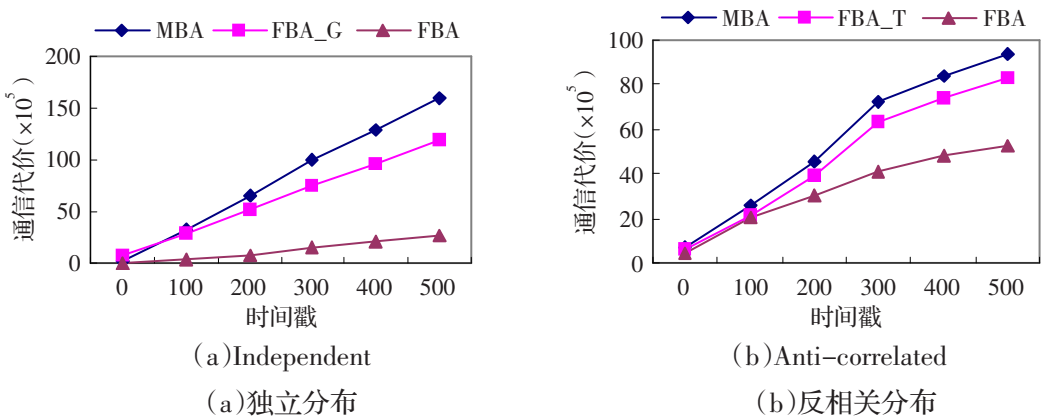 MBA FBA_G FBA
200
150
100
50
0
通信代价(×10⁵)
0 100 200 300 400 500
时间戳
(a)Independent
(a)独立分布
MBA FBA_T FBA
100
80
60
40
20
0
通信代价(×10⁵)
0 100 200 300 400 500
时间戳
(b)Anti-correlated
(b)反相关分布